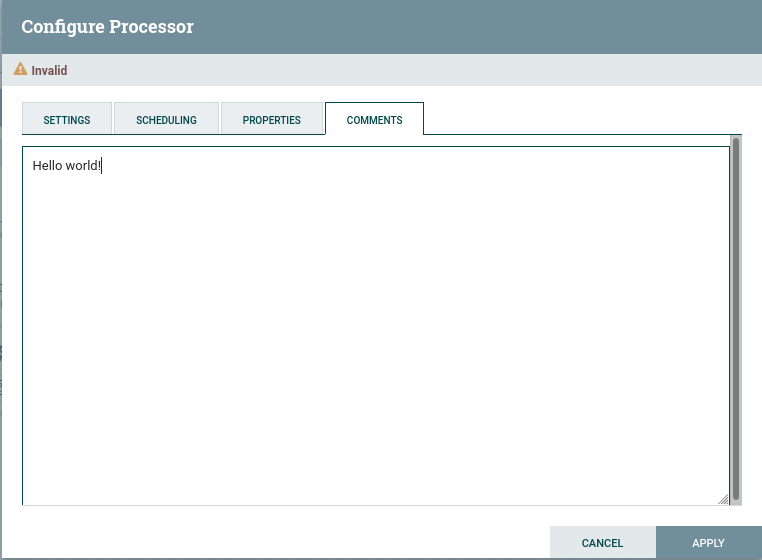 Configure Processor
Invalid
SETTINGS SCHEDULING PROPERTIES COMMENTS
Hello world!
CANCEL APPLY